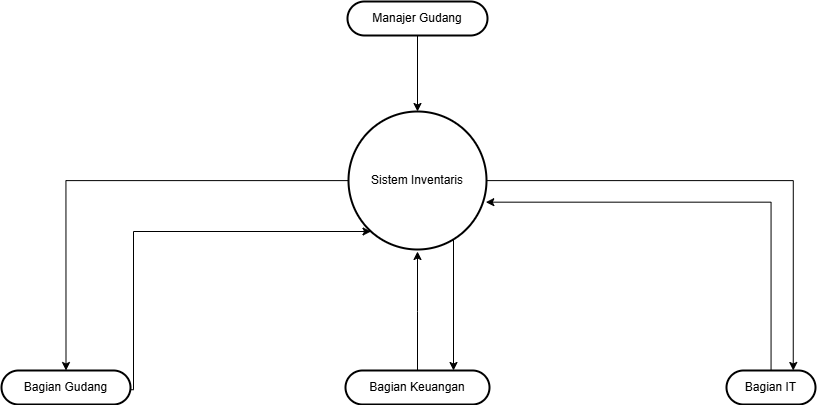 Manajer Gudang
Sistem Inventaris
Bagian Gudang
Bagian Keuangan
Bagian IT